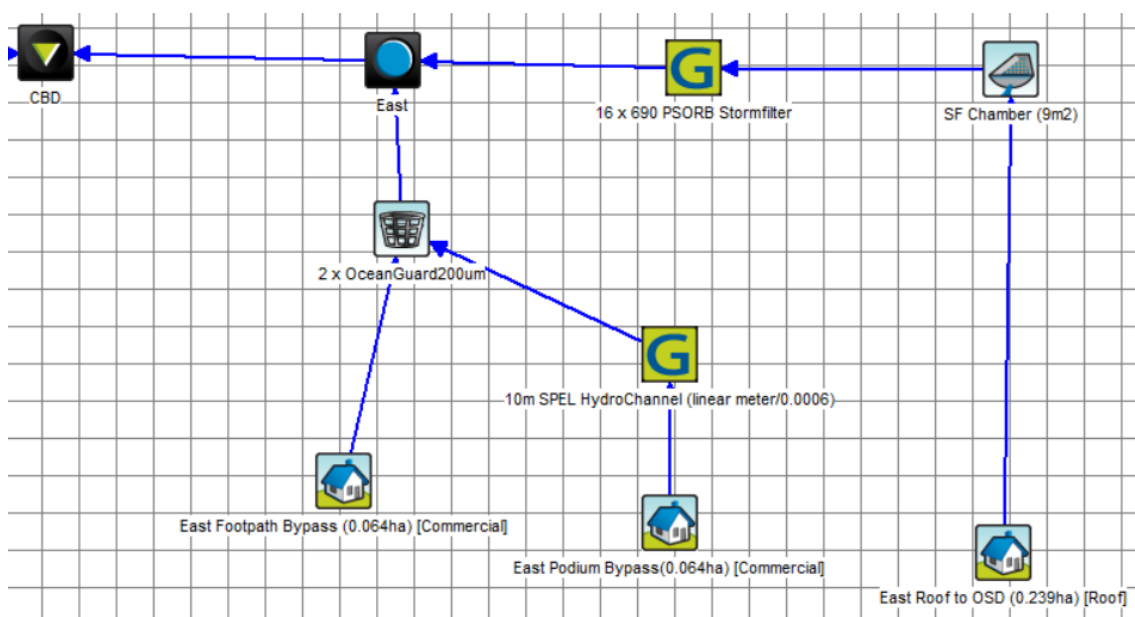 CBD
East
G
16 x 690 PSORB Stormfilter
SF Chamber (9m2)
2 x OceanGuard200um
G
10m SPEL HydroChannel (linear meter/0.0006)
East Footpath Bypass (0.064ha) [Commercial]
East Podium Bypass(0.064ha) [Commercial]
East Roof to OSD (0.239ha) [Roof]